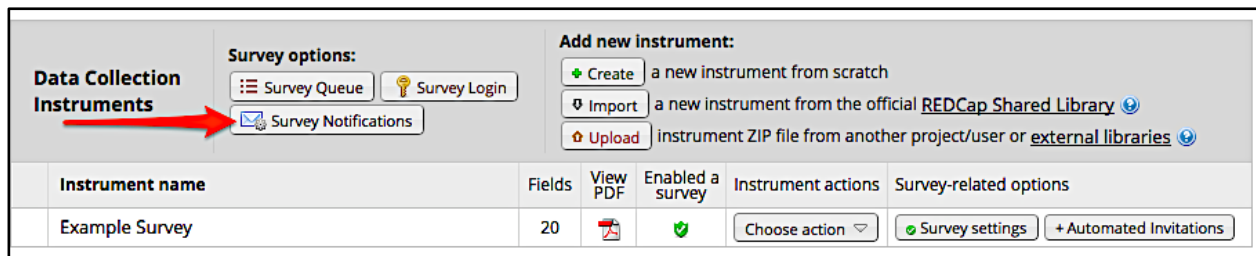 Data Collection
Instruments
Survey options:
Survey Queue Survey Login
Survey Notifications
Add new instrument:
Create a new instrument from scratch
Import a new instrument from the official REDCap Shared Library ?
Upload instrument ZIP file from another project/user or external libraries ?
Instrument name Fields View PDF Enabled a survey Instrument actions Survey-related options
Example Survey 20 Choose action Survey settings + Automated Invitations